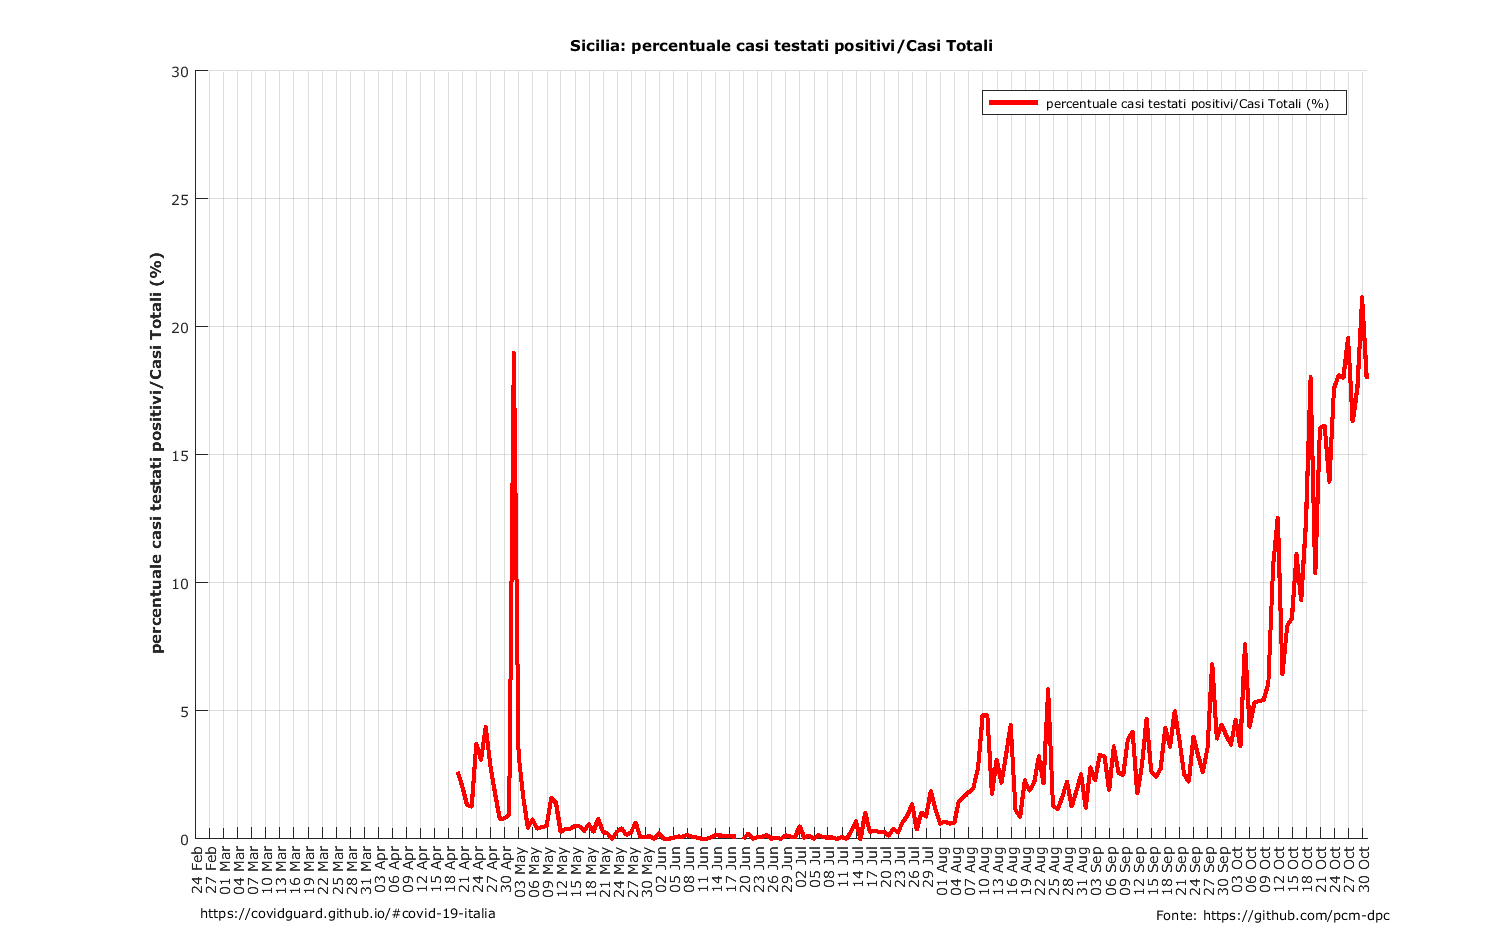 Sicilia: percentuale casi testati positivi/Casi Totali
percentuale casi testati positivi/Casi Totali (%)
percentuale casi testati positivi/Casi Totali (%)
30
25
20
15
10
5
0
24 Feb
27 Feb
01 Mar
04 Mar
07 Mar
10 Mar
13 Mar
16 Mar
19 Mar
22 Mar
25 Mar
28 Mar
31 Mar
03 Apr
06 Apr
09 Apr
12 Apr
15 Apr
18 Apr
21 Apr
24 Apr
27 Apr
30 Apr
03 May
06 May
09 May
12 May
15 May
18 May
21 May
24 May
27 May
30 May
02 Jun
05 Jun
08 Jun
11 Jun
14 Jun
17 Jun
20 Jun
23 Jun
26 Jun
29 Jun
02 Jul
05 Jul
08 Jul
11 Jul
14 Jul
17 Jul
20 Jul
23 Jul
26 Jul
29 Jul
01 Aug
04 Aug
07 Aug
10 Aug
13 Aug
16 Aug
19 Aug
22 Aug
25 Aug
28 Aug
31 Aug
03 Sep
06 Sep
09 Sep
12 Sep
15 Sep
18 Sep
21 Sep
24 Sep
27 Sep
30 Sep
03 Oct
06 Oct
09 Oct
12 Oct
15 Oct
18 Oct
21 Oct
24 Oct
27 Oct
30 Oct
https://covidguard.github.io/#covid-19-italia
Fonte: https://github.com/pcm-dpc